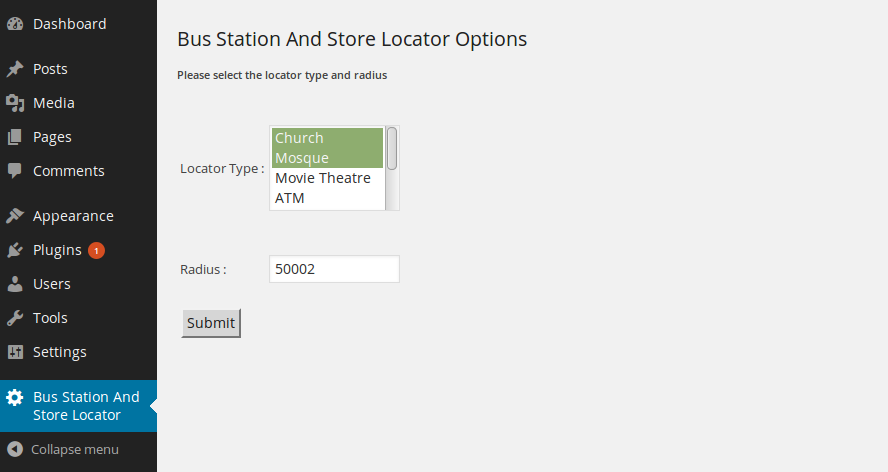 Dashboard
Posts
Media
Pages
Comments
Appearance
Plugins 1
Users
Tools
Settings
Bus Station And
Store Locator
Collapse menu
Bus Station And Store Locator Options
Please select the locator type and radius
Locator Type :
Church
Mosque
Movie Theatre
ATM
Radius :
50002
Submit